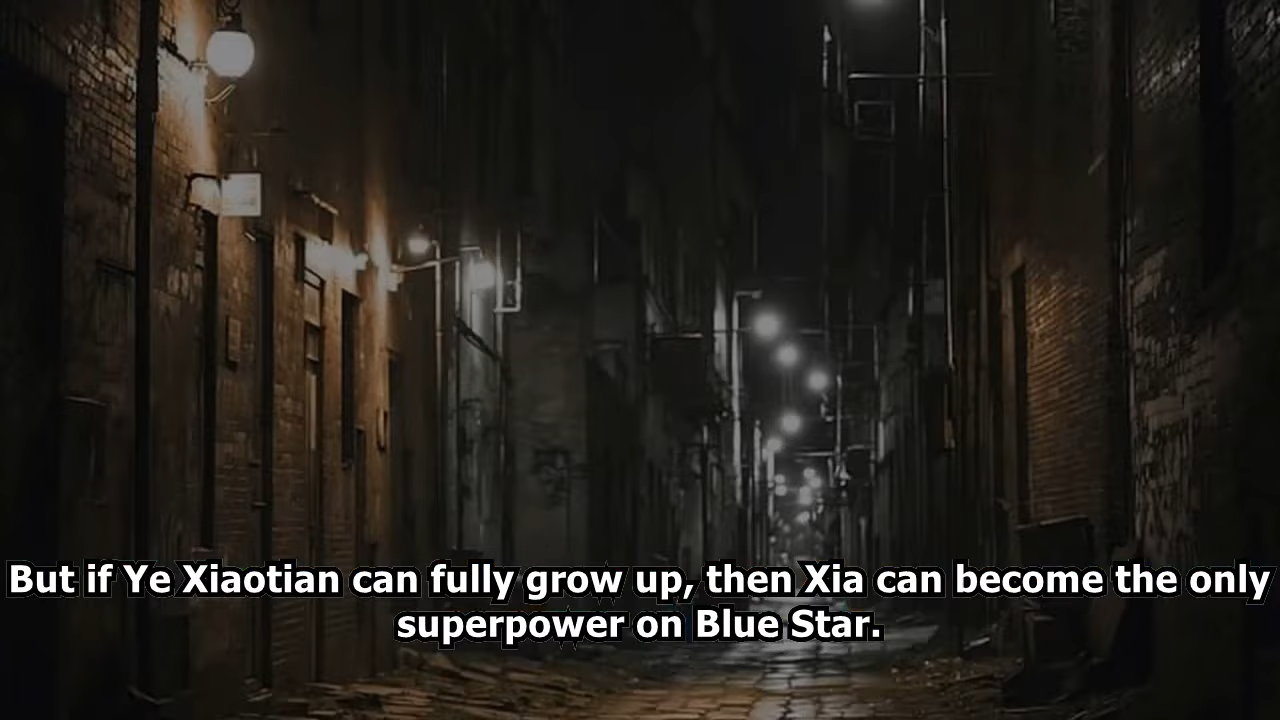 But if Ye Xiaotian can fully grow up, then Xia can become the only
superpower on Blue Star.